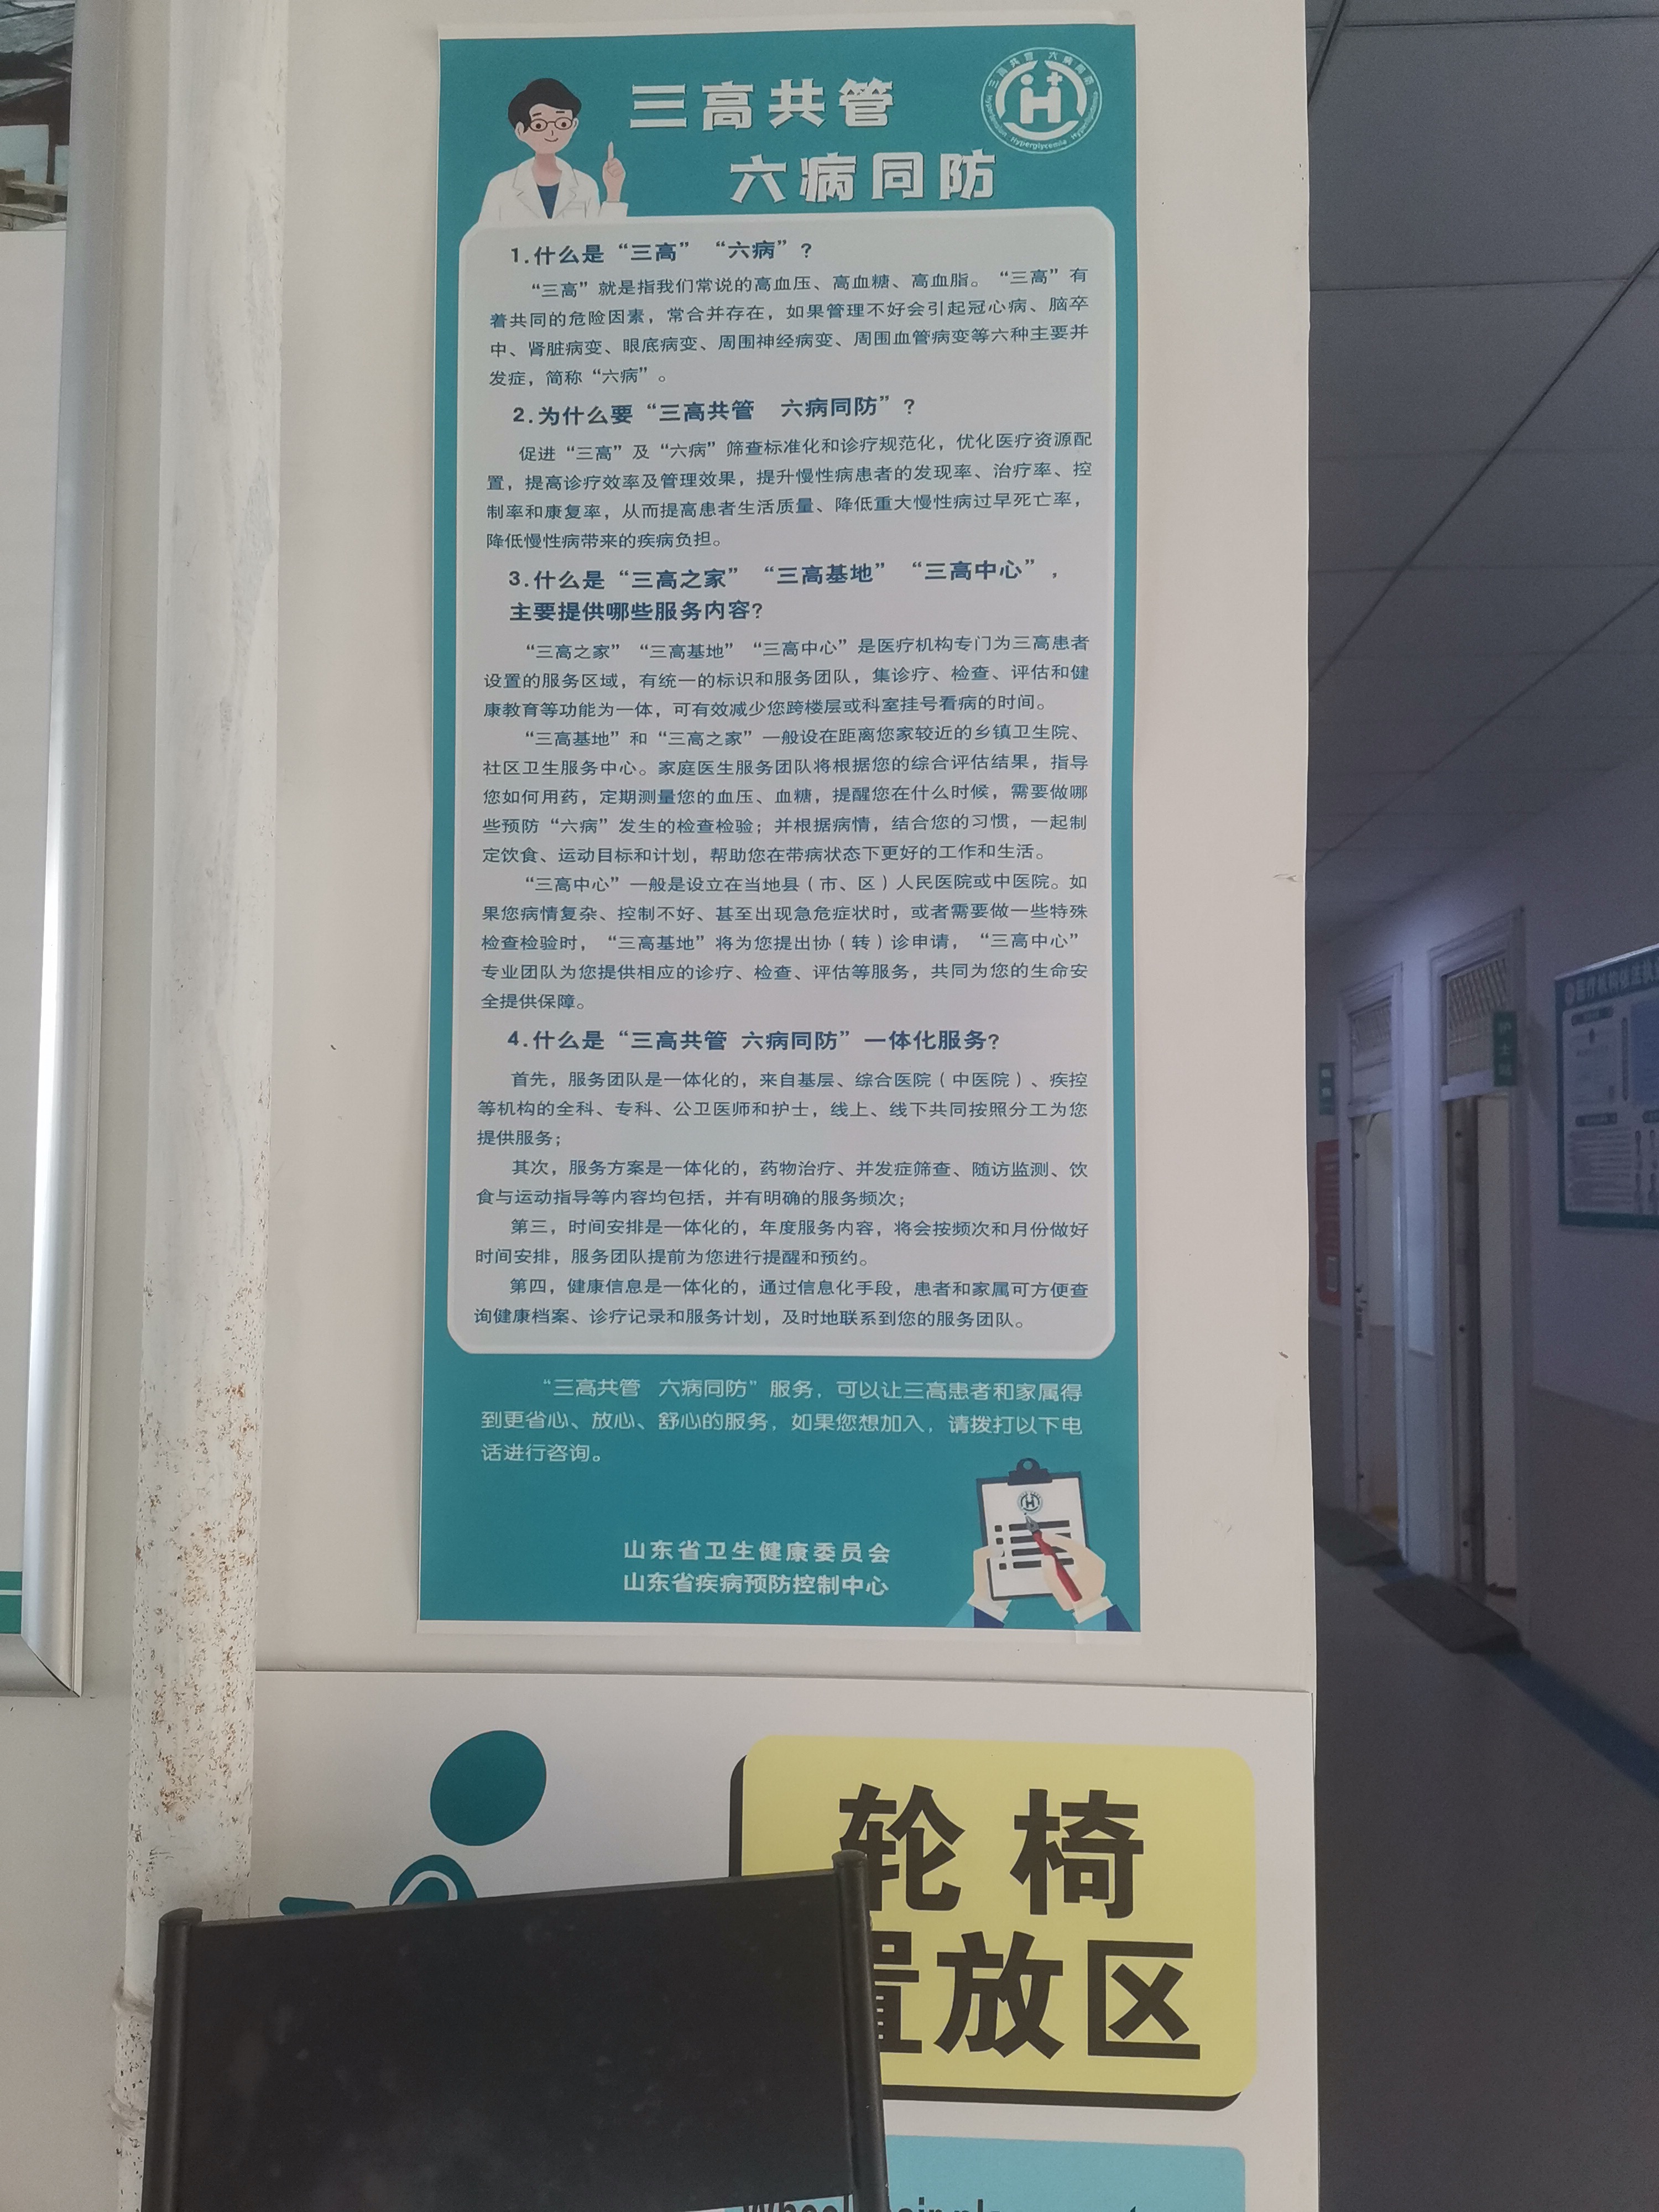 三高共管
六病同防
三高共管 六病同防
Hyperglycemia
1.什么是“三高”“六病”？
“三高”就是指我们常说的高血压、高血糖、高血脂。“三高”有
着共同的危险因素，常合并存在，如果管理不好会引起冠心病、脑卒
中、肾脏病变、眼底病变、周围神经病变、周围血管病变等六种主要并
发症，简称“六病”。
2.为什么要“三高共管 六病同防”？
促进“三高”及“六病”筛查标准化和诊疗规范化，优化医疗资源配
置，提高诊疗效率及管理效果，提升慢性病患者的发现率、治疗率、控
制率和康复率，从而提高患者生活质量、降低重大慢性病过早死亡率，
降低慢性病带来的疾病负担。
3.什么是“三高之家”“三高基地”“三高中心”，
主要提供哪些服务内容？
“三高之家”“三高基地”“三高中心”是医疗机构专门为三高患者
设置的服务区域，有统一的标识和服务团队，集诊疗、检查、评估和健
康教育等功能为一体，可有效减少您跨楼层或科室挂号看病的时间。
“三高基地”和“三高之家”一般设在距离您家较近的乡镇卫生院、
社区卫生服务中心。家庭医生服务团队将根据您的综合评估结果，指导
您如何用药，定期测量您的血压、血糖，提醒您在什么时候，需要做哪
些预防“六病”发生的检查检验；并根据病情，结合您的习惯，一起制
定饮食、运动目标和计划，帮助您在带病状态下更好的工作和生活。
“三高中心”一般是设立在当地县（市、区）人民医院或中医院。如
果您病情复杂、控制不好、甚至出现急危症状时，或者需要做一些特殊
检查检验时，“三高基地”将为您提出协（转）诊申请，“三高中心”
专业团队为您提供相应的诊疗、检查、评估等服务，共同为您的生命安
全提供保障。
4.什么是“三高共管 六病同防”一体化服务？
首先，服务团队是一体化的，来自基层、综合医院（中医院）、疾控
等机构的全科、专科、公卫医师和护士，线上、线下共同按照分工为您
提供服务；
其次，服务方案是一体化的，药物治疗、并发症筛查、随访监测、饮
食与运动指导等内容均包括，并有明确的服务频次；
第三，时间安排是一体化的，年度服务内容，将会按频次和月份做好
时间安排，服务团队提前为您进行提醒和预约。
第四，健康信息是一体化的，通过信息化手段，患者和家属可方便查
询健康档案、诊疗记录和服务计划，及时地联系到您的服务团队。
“三高共管 六病同防”服务，可以让三高患者和家属得
到更省心、放心、舒心的服务，如果您想加入，请拨打以下电
话进行咨询。
山东省卫生健康委员会
山东省疾病预防控制中心
护士站
轮椅
置放区